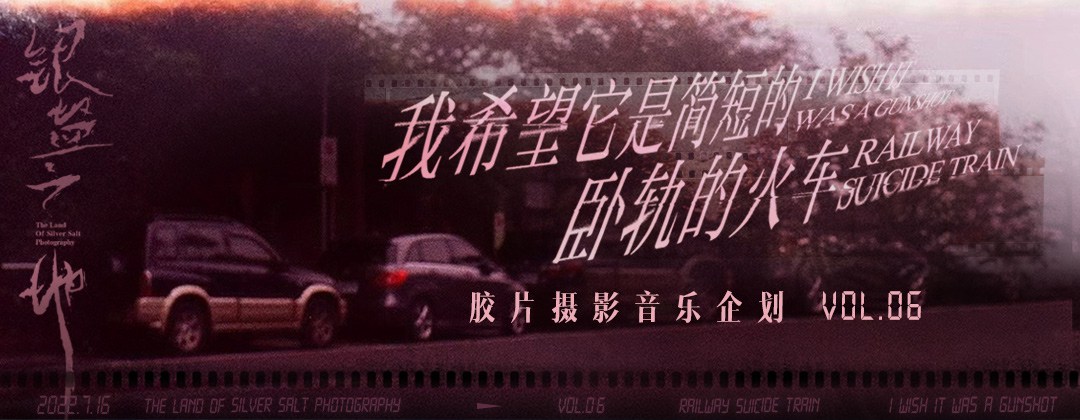 银盐之地
The Land
Of Silver Salt
Photography
我希望它是简短的
I WISH IT
WAS A GUNSHOT
卧轨的火车
RAILWAY
SUICIDE TRAIN
胶片摄影音乐企划 VOL.06
2022.7.16 THE LAND OF SILVER SALT PHOTOGRAPHY VOL.06 RAILWAY SUICIDE TRAIN I WISH IT WAS A GUNSHOT